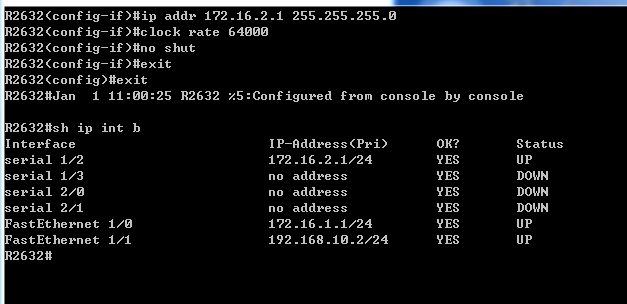 R2632(config-if)#ip addr 172.16.2.1 255.255.255.0
R2632(config-if)#clock rate 64000
R2632(config-if)#no shut
R2632(config-if)#exit
R2632(config)#exit
R2632#Jan  1 11:00:25 R2632 %5:Configured from console by console
R2632#sh ip int b
Interface IP-Address(Pri) OK? Status
serial 1/2 172.16.2.1/24 YES UP
serial 1/3 no address YES DOWN
serial 2/0 no address YES DOWN
serial 2/1 no address YES DOWN
FastEthernet 1/0 172.16.1.1/24 YES UP
FastEthernet 1/1 192.168.10.2/24 YES UP
R2632#